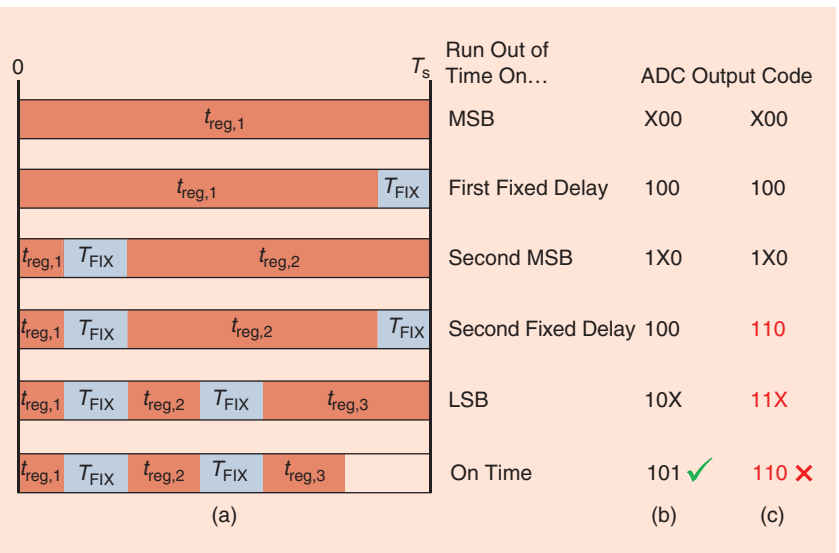 Run Out of
0 Ts Time On… ADC Output Code
treg,1 MSB X00 X00
treg,1 TFIX First Fixed Delay 100 100
treg,1 TFIX treg,2 Second MSB 1X0 1X0
treg,1 TFIX treg,2 TFIX Second Fixed Delay 100 110
treg,1 TFIX treg,2 TFIX treg,3 LSB 10X 11X
treg,1 TFIX treg,2 TFIX treg,3 On Time 101 ✓ 110 ×
(a) (b) (c)